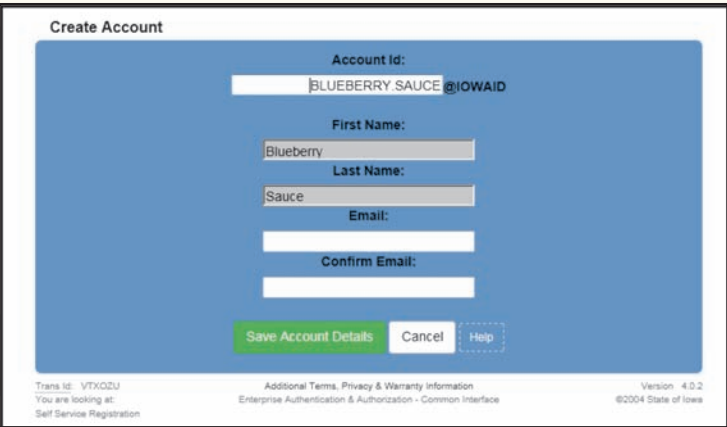 Create Account
Account Id:
BLUEBERRY.SAUCE @IOWAID
First Name:
Blueberry
Last Name:
Sauce
Email:
Confirm Email:
Save Account Details Cancel Help
Trans Id: VTXOZU Additional Terms, Privacy & Warranty Information Version 4.0.2
You are looking at: Enterprise Authentication & Authorization - Common Interface ©2004 State of Iowa
Self Service Registration